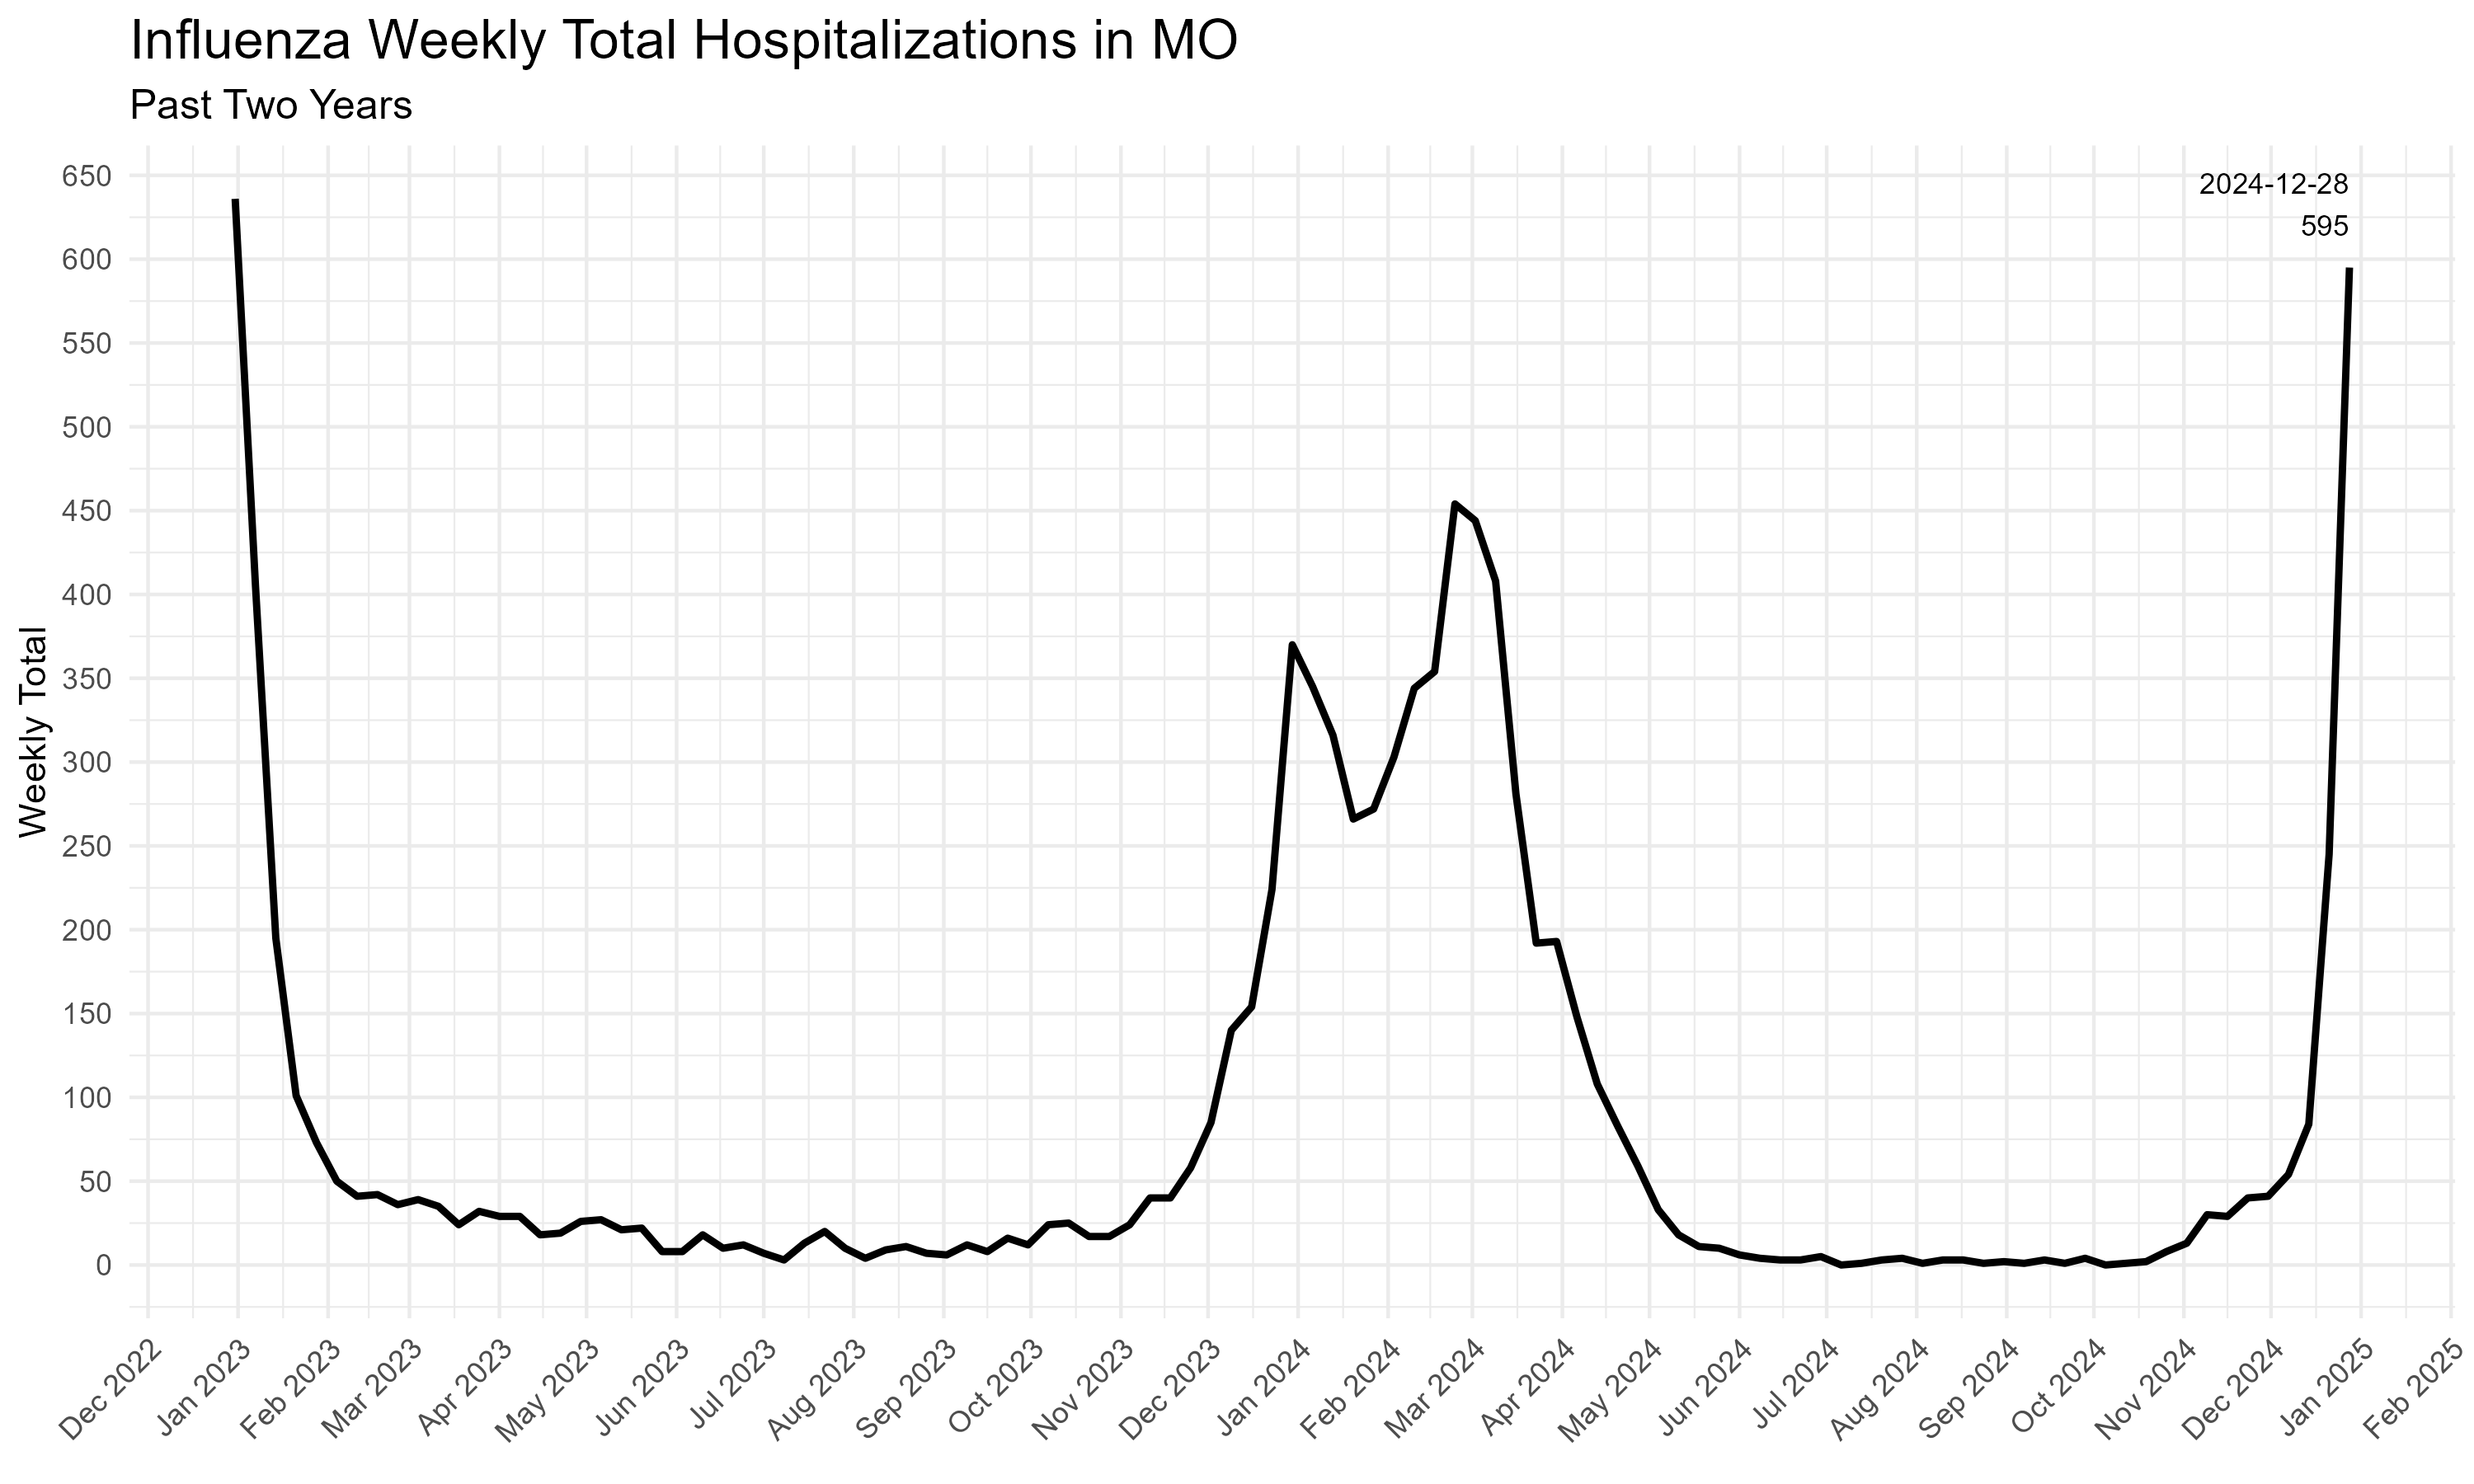 Influenza Weekly Total Hospitalizations in MO
Past Two Years
2024-12-28
595
Weekly Total
650
600
550
500
450
400
350
300
250
200
150
100
50
0
Dec 2022
Jan 2023
Feb 2023
Mar 2023
Apr 2023
May 2023
Jun 2023
Jul 2023
Aug 2023
Sep 2023
Oct 2023
Nov 2023
Dec 2023
Jan 2024
Feb 2024
Mar 2024
Apr 2024
May 2024
Jun 2024
Jul 2024
Aug 2024
Sep 2024
Oct 2024
Nov 2024
Dec 2024
Jan 2025
Feb 2025